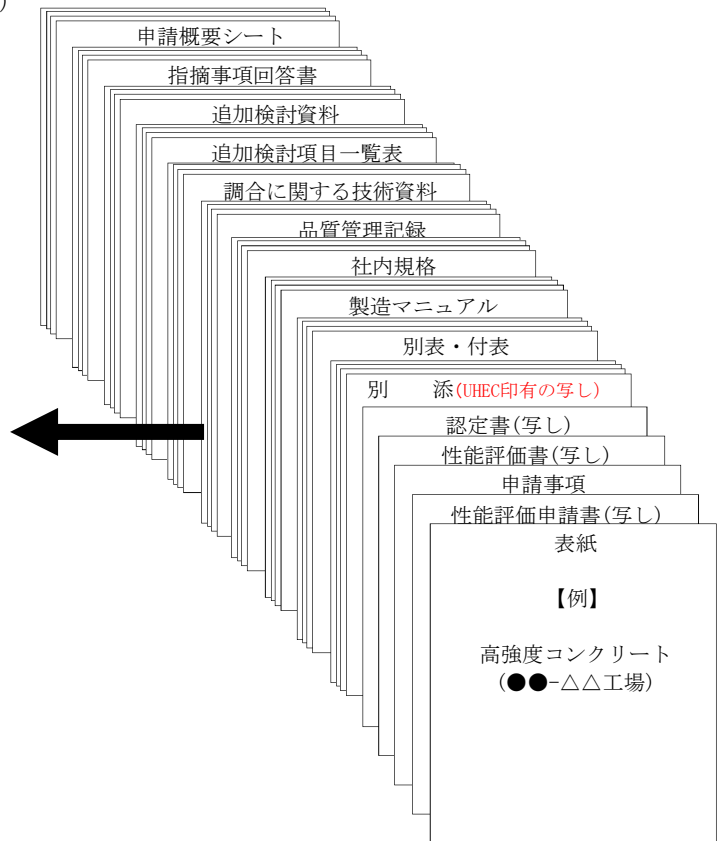 )
申請概要シート
指摘事項回答書
追加検討資料
追加検討項目一覧表
調合に関する技術資料
品質管理記録
社内規格
製造マニュアル
別表・付表
別　　添(UHEC印有の写し)
認定書(写し)
性能評価書(写し)
申請事項
性能評価申請書(写し)
表紙
【例】
高強度コンクリート
(●●-△△工場)